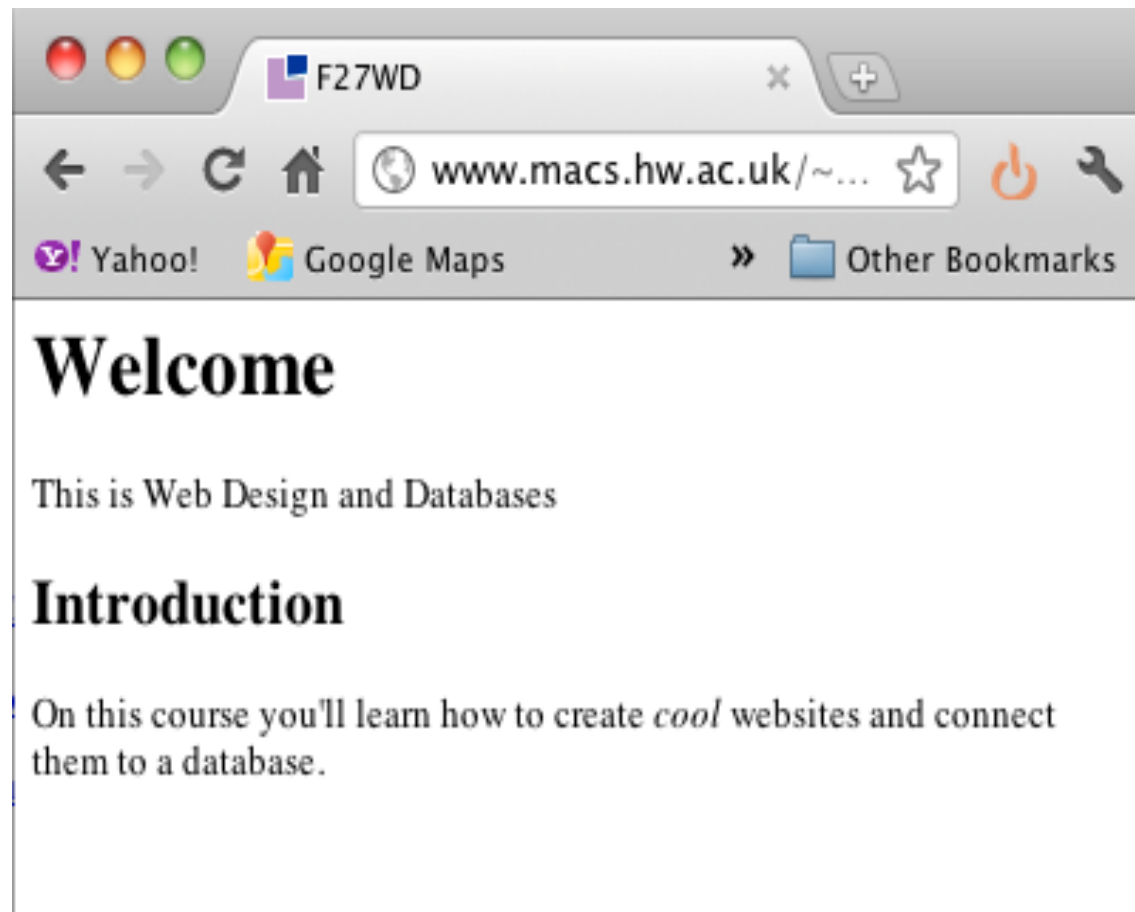 F27WD
www.macs.hw.ac.uk/~...
Yahoo! Google Maps » Other Bookmarks
Welcome
This is Web Design and Databases
Introduction
On this course you'll learn how to create cool websites and connect
them to a database.